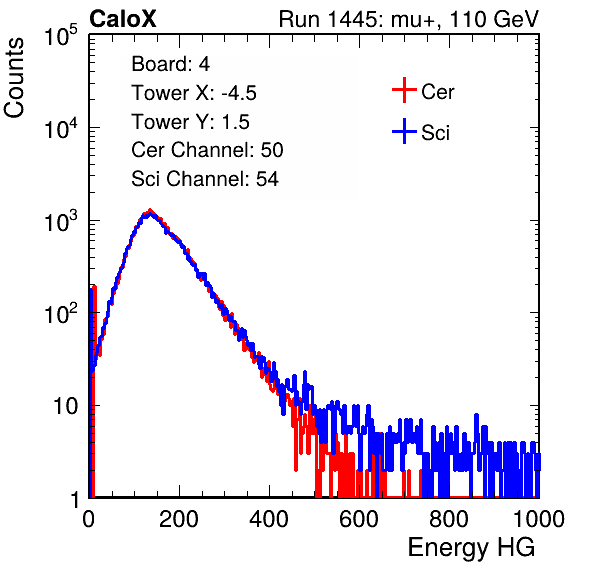 CaloX
Run 1445: mu+, 110 GeV
Counts
Board: 4
Tower X: -4.5
Tower Y: 1.5
Cer Channel: 50
Sci Channel: 54
Cer
Sci
10^5
10^4
10^3
10^2
10
1
0 200 400 600 800 1000
Energy HG